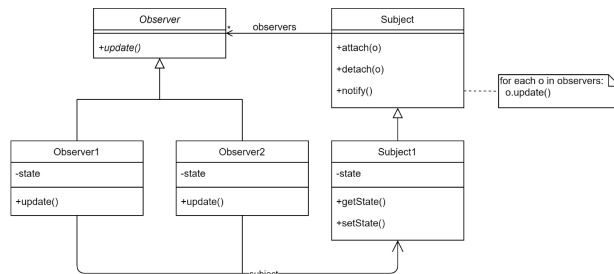 Observer
+update()
*
observers
Subject
+attach(o)
+detach(o)
+notify()
for each o in observers:
o.update()
Observer1
-state
+update()
Observer2
-state
+update()
Subject1
-state
+getState()
+setState()
subject